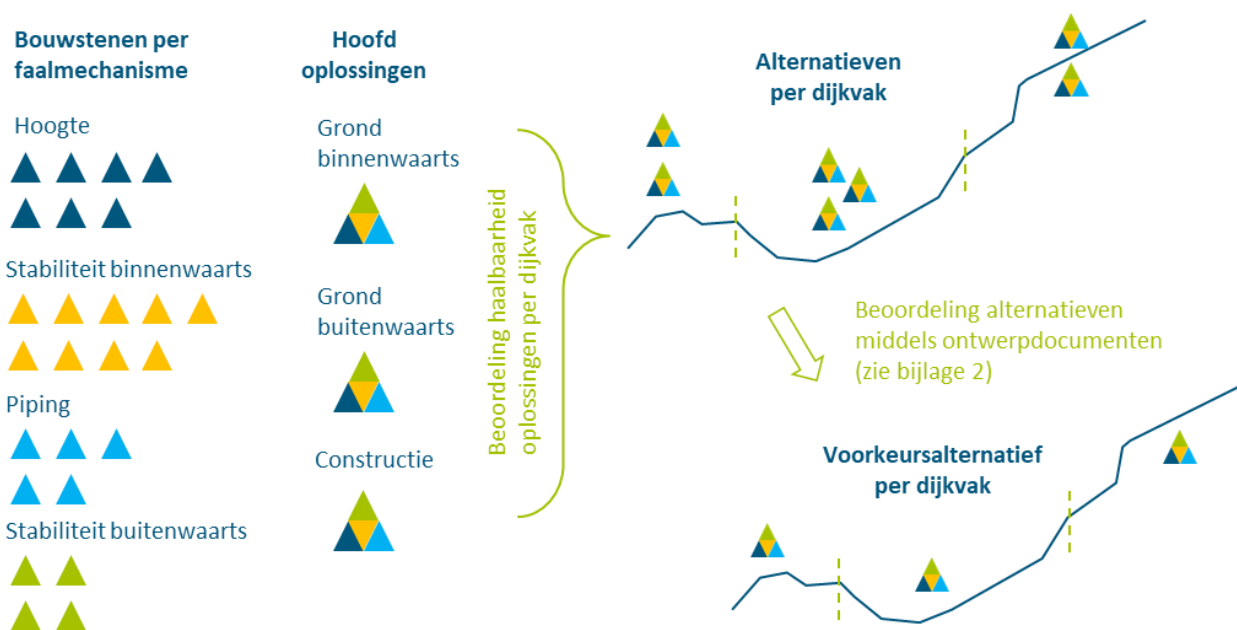 Bouwstenen per
faalmechanisme
Hoogte
Stabiliteit binnenwaarts
Piping
Stabiliteit buitenwaarts
Hoofd
oplossingen
Grond
binnenwaarts
Grond
buitenwaarts
Constructie
Beoordeling haalbaarheid
oplossingen per dijkvak
Alternatieven
per dijkvak
Beoordeling alternatieven
middels ontwerpdocumenten
(zie bijlage 2)
Voorkeursalternatief
per dijkvak